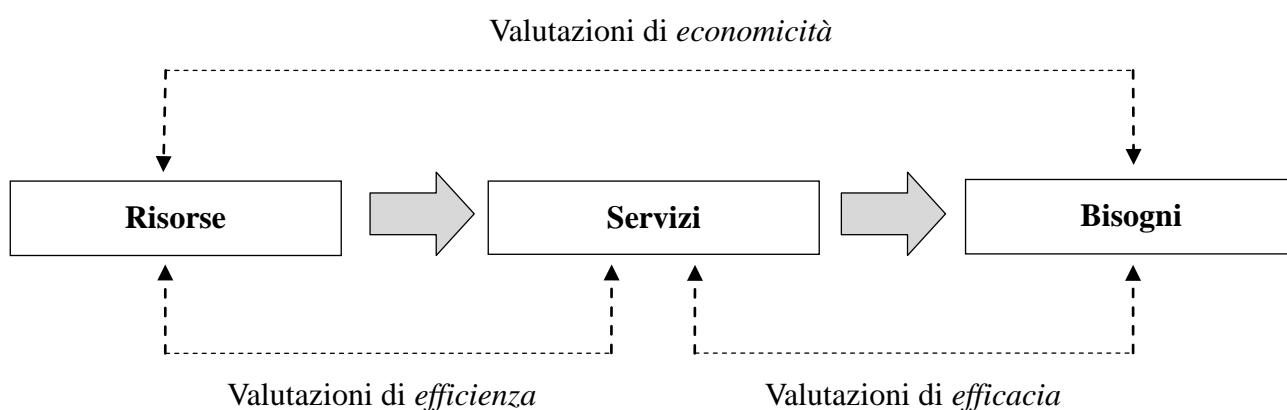 Valutazioni di economicità
Risorse
Servizi
Bisogni
Valutazioni di efficienza
Valutazioni di efficacia